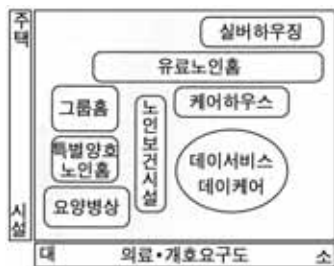 주택
실버하우징
유료노인홈
그룹홈
케어하우스
노인보건시설
특별양호
노인홈
데이서비스
데이케어
요양병상
시설
대 의료•개호요구도 소